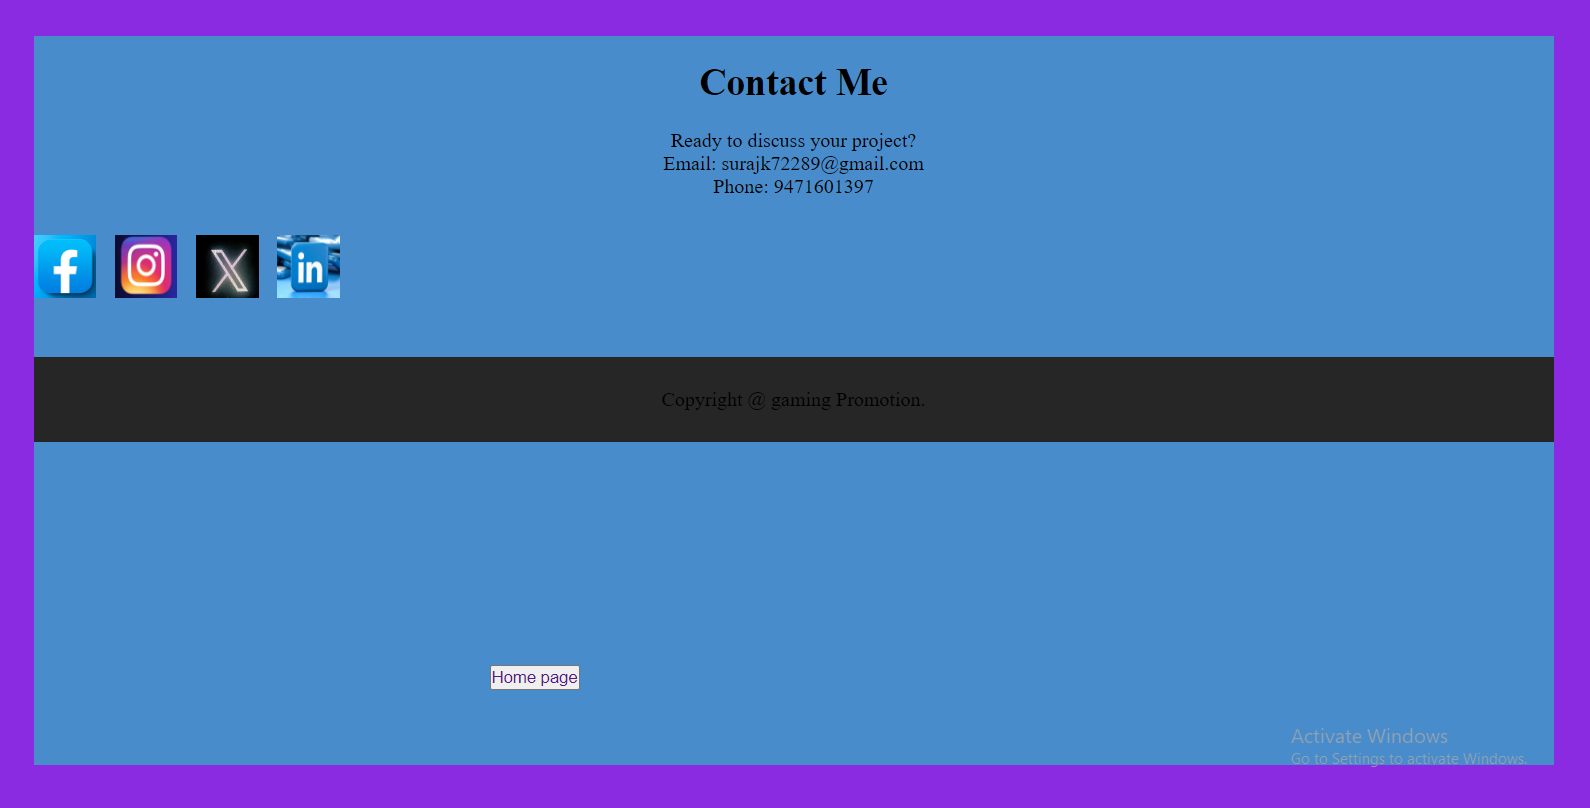 Contact Me
Ready to discuss your project?
Email: surajk72289@gmail.com
Phone: 9471601397
f
X
in
Copyright @ gaming Promotion.
Home page
Activate Windows
Go to Settings to activate Windows.